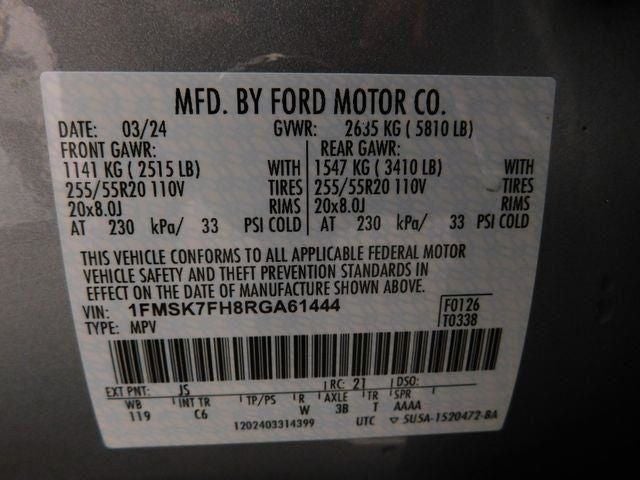 MFD. BY FORD MOTOR CO.
DATE: 03/24 GVWR: 2635 KG ( 5810 LB)
FRONT GAWR: REAR GAWR:
1141 KG ( 2515 LB) WITH 1547 KG ( 3410 LB) WITH
255/55R20 110V TIRES 255/55R20 110V TIRES
20x8.0J RIMS 20x8.0J RIMS
AT 230 kPa/ 33 PSI COLD AT 230 kPa/ 33 PSI COLD
THIS VEHICLE CONFORMS TO ALL APPLICABLE FEDERAL MOTOR
VEHICLE SAFETY AND THEFT PREVENTION STANDARDS IN
EFFECT ON THE DATE OF MANUFACTURE SHOWN ABOVE.
VIN: 1FMSK7FH8RGA61444 F0126
TYPE: MPV T0338
EXT PNT: JS RC: 21 DSO:
WB INT TR TP/PS R AXLE TR SPR
119 C6 W 3B T AAAA
1202403314399 UTC ▽ 5U5A-1520472-BA